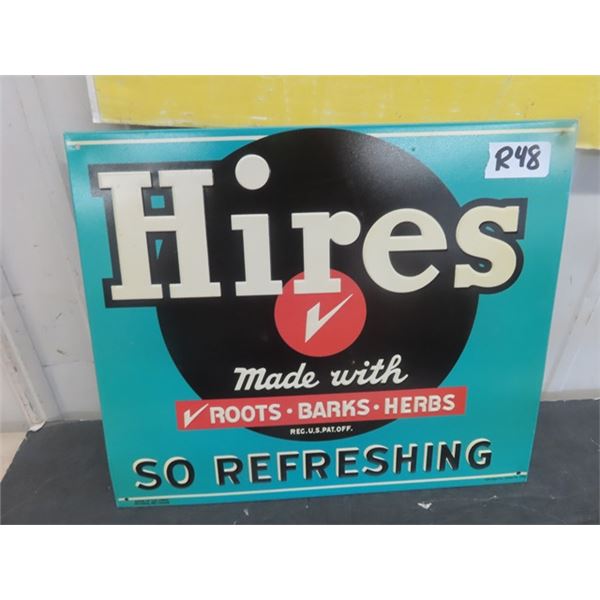 R48
Hires
Made with
ROOTS · BARKS · HERBS
REG. U.S. PAT. OFF.
SO REFRESHING